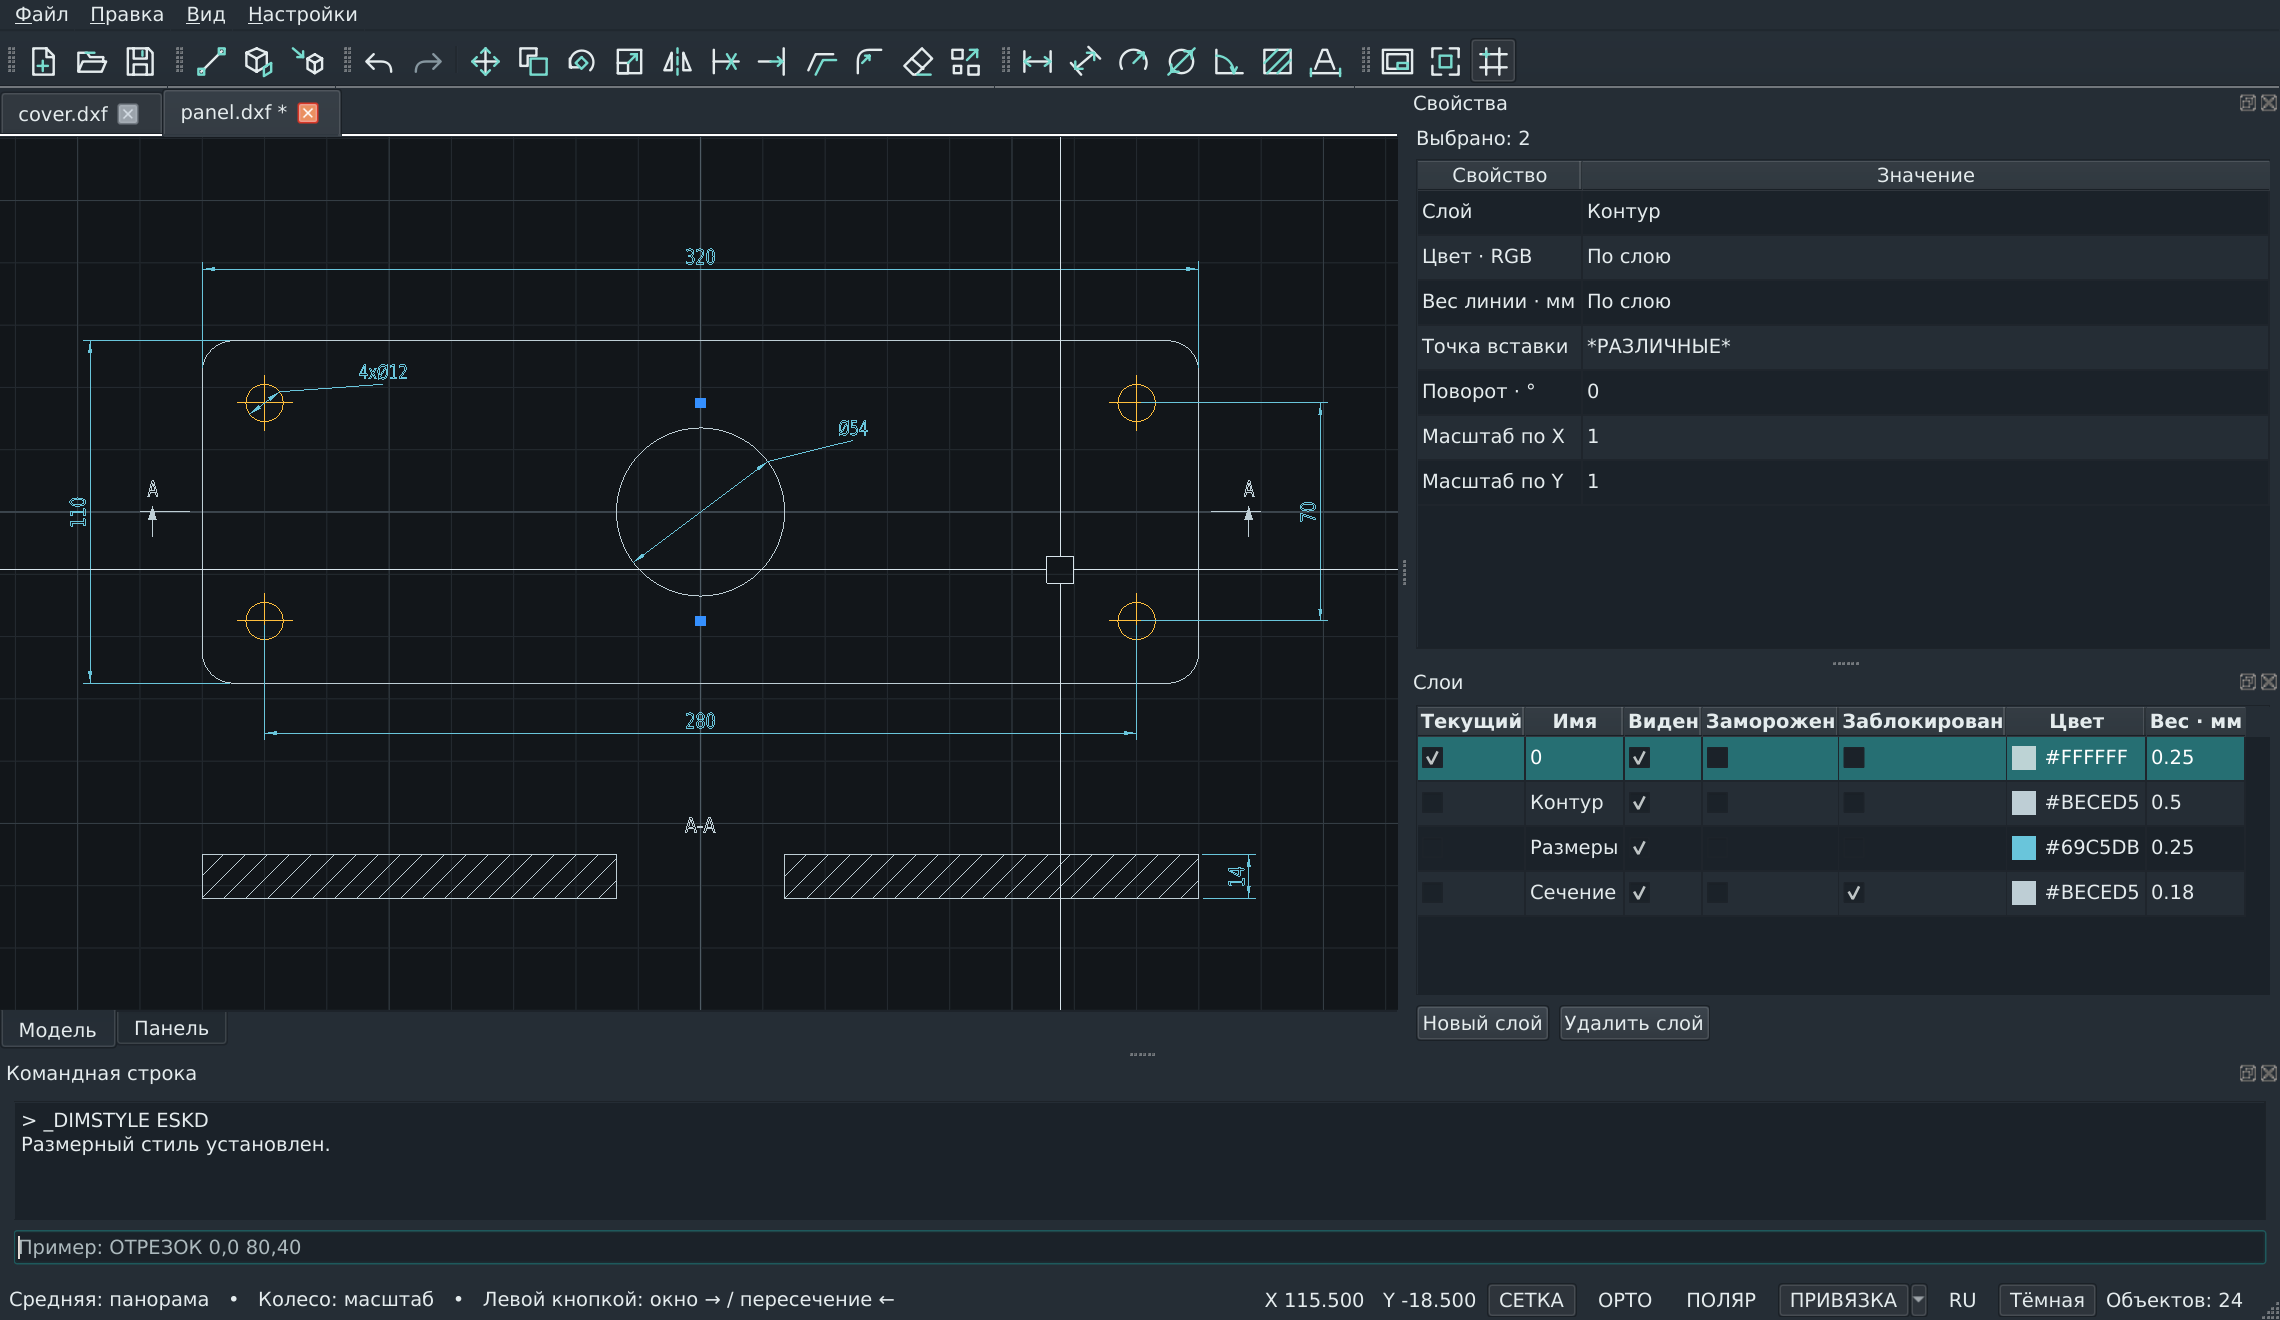 Файл Правка Вид Настройки
cover.dxf panel.dxf *
320
4xØ12
Ø54
110
A
A
70
280
A-A
14
Модель Панель
Свойства
Выбрано: 2
Свойство Значение
Слой Контур
Цвет · RGB По слою
Вес линии · мм По слою
Точка вставки *РАЗЛИЧНЫЕ*
Поворот · ° 0
Масштаб по X 1
Масштаб по Y 1
Слои
Текущий Имя Виден Заморожен Заблокирован Цвет Вес · мм
0 #FFFFFF 0.25
Контур #BECED5 0.5
Размеры #69C5DB 0.25
Сечение #BECED5 0.18
Новый слой Удалить слой
Командная строка
> _DIMSTYLE ESKD
Размерный стиль установлен.
Пример: ОТРЕЗОК 0,0 80,40
Средняя: панорама • Колесо: масштаб • Левой кнопкой: окно → / пересечение ← X 115.500 Y -18.500 СЕТКА ОРТО ПОЛЯР ПРИВЯЗКА RU Тёмная Объектов: 24